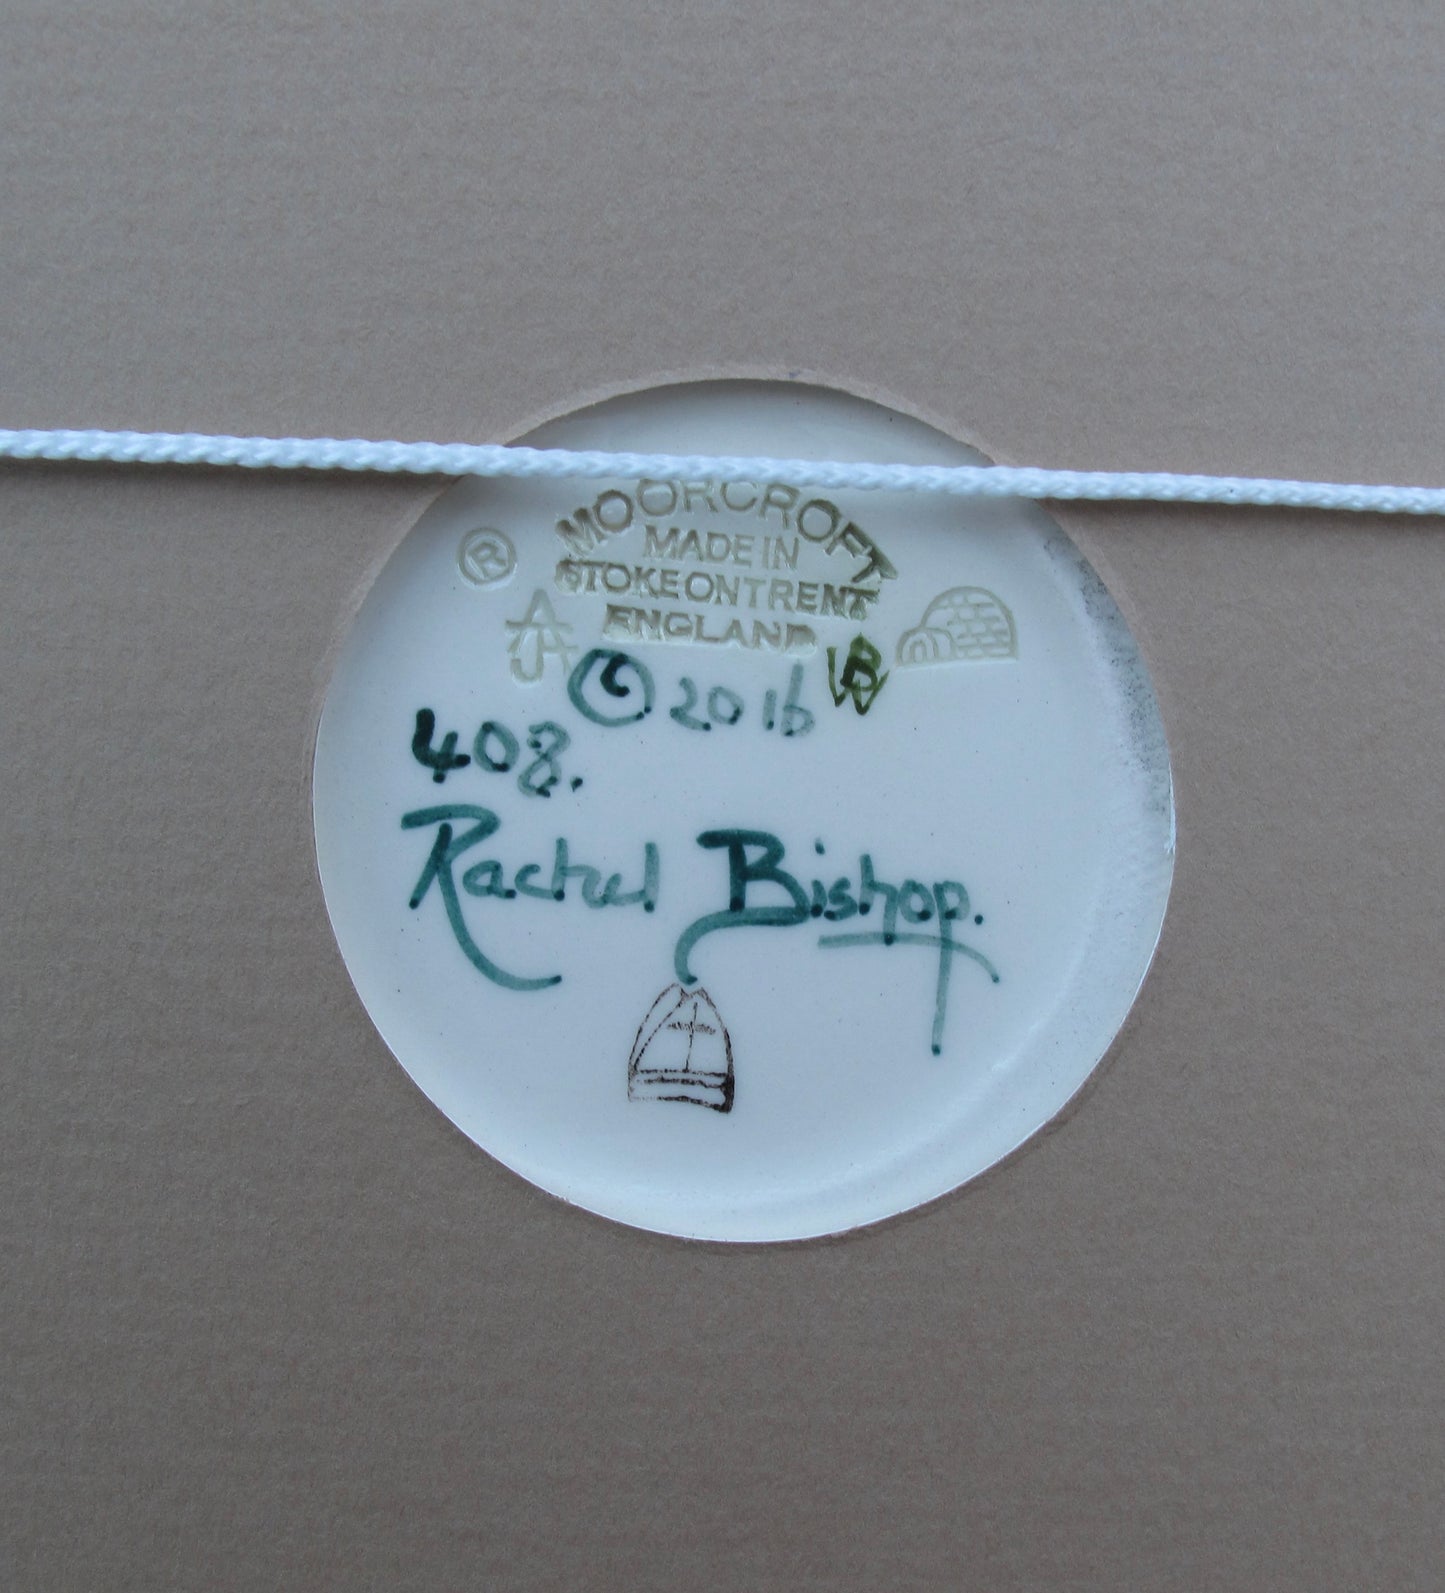 MOORCROFT
® MADE IN
STOKE ON TRENT
ENGLAND
© 2016
408.
Rachel Bishop.